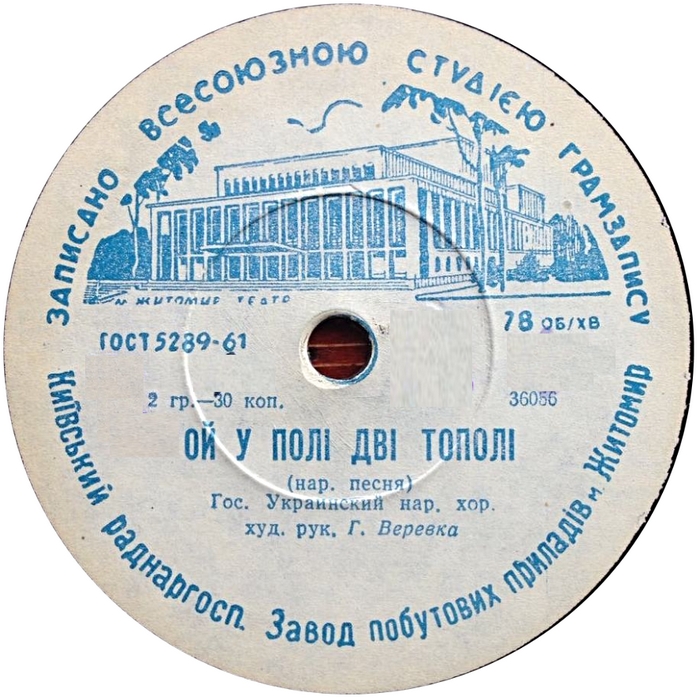 ЗАПИСАНО ВСЕСОЮЗНОЮ СТУДІЄЮ ГРАМЗАПИСУ
м. ЖИТОМИР ТЕАТР
ГОСТ 5289-61
78 ОБ/ХВ
2 гр.—30 коп.
36056
ОЙ У ПОЛІ ДВІ ТОПОЛІ
(нар. песня)
Гос. Украинский нар. хор.
худ. рук. Г. Веревка
Київський раднаргосп. Завод побутових приладів м. Житомир